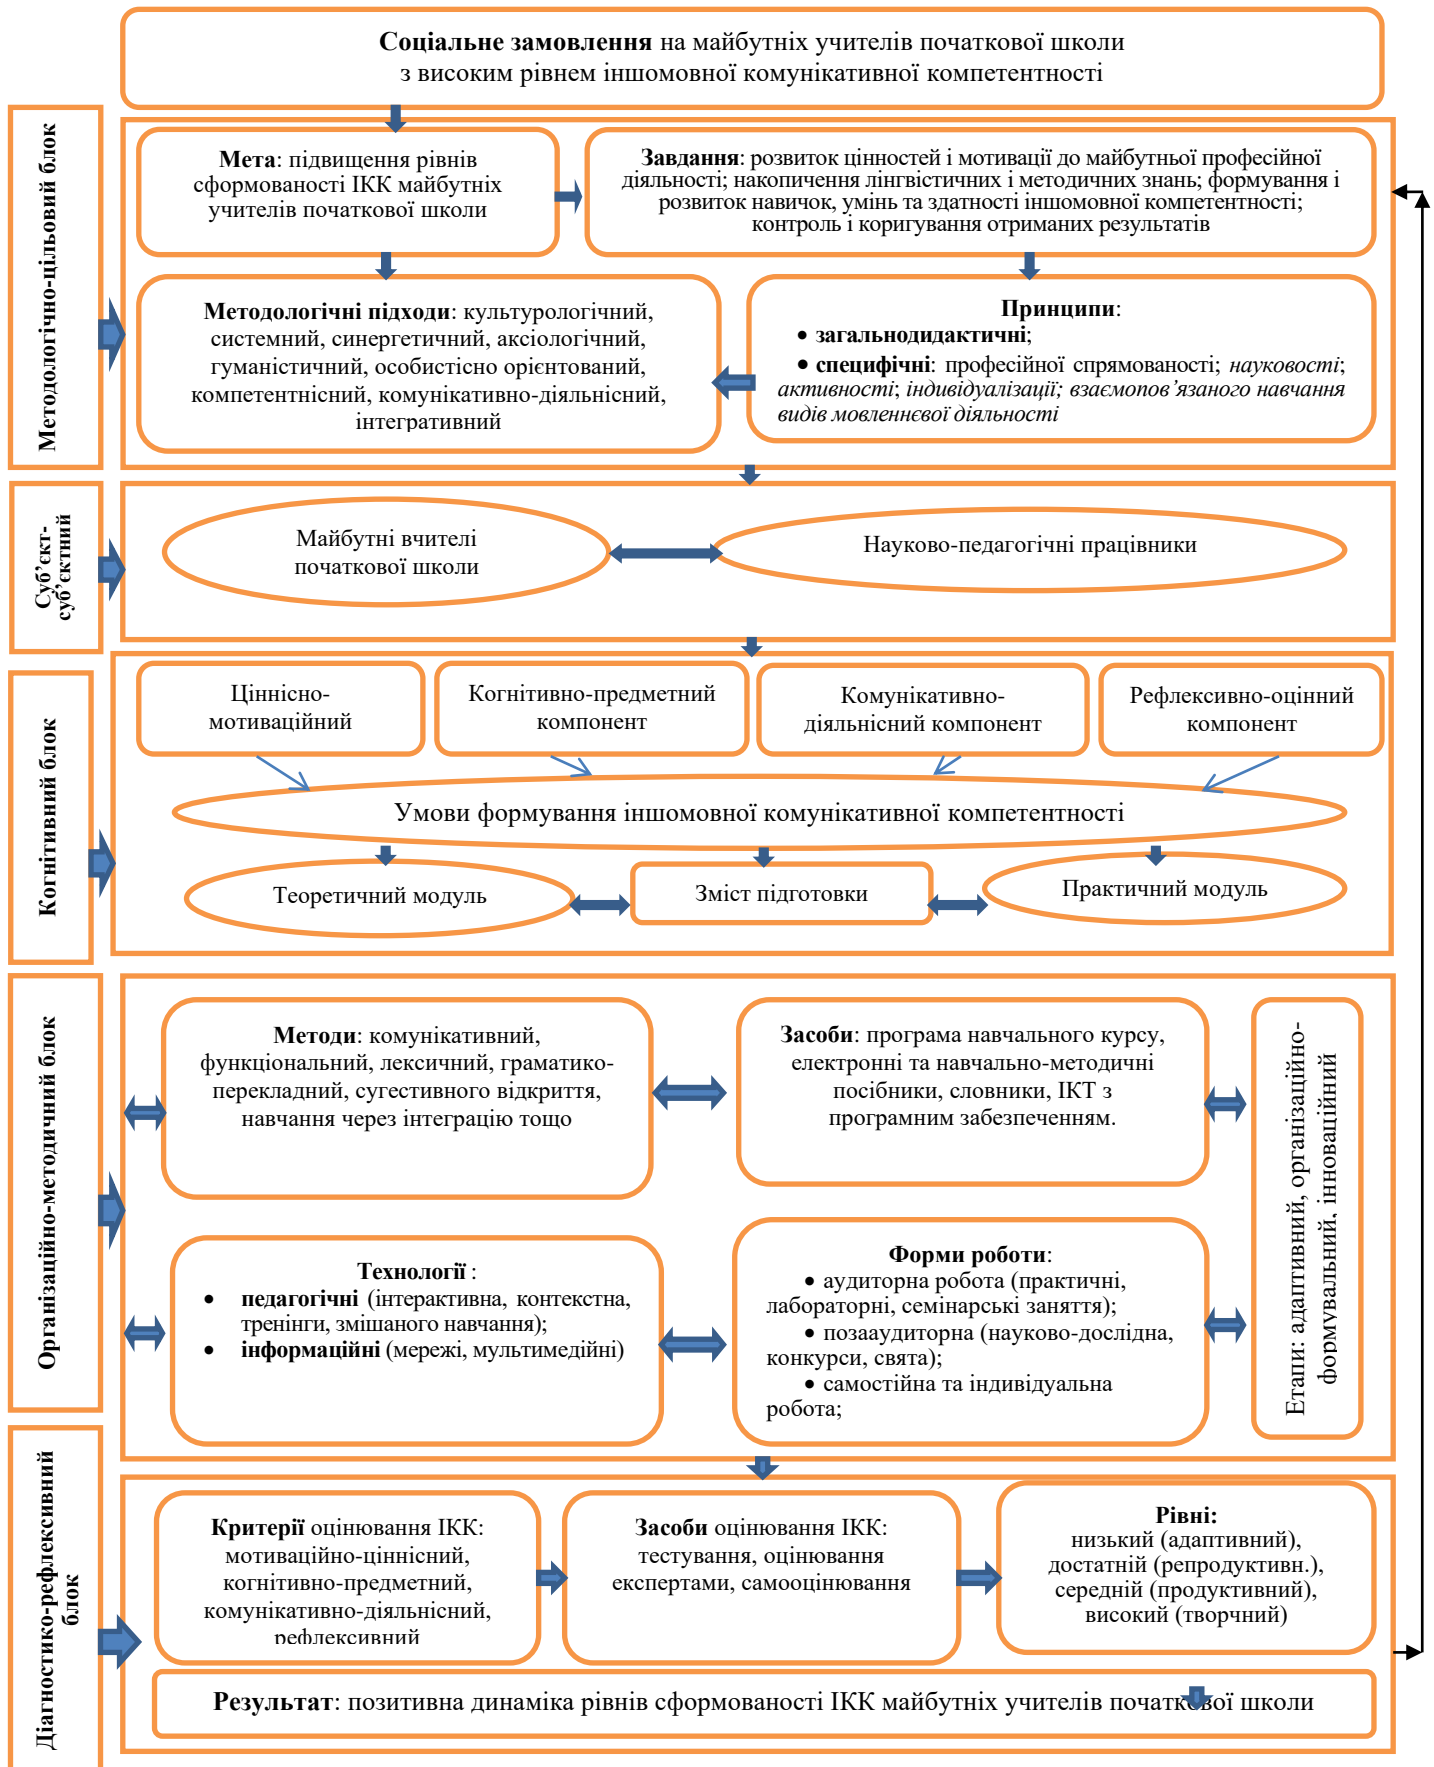 Соціальне замовлення на майбутніх учителів початкової школи
з високим рівнем іншомовної комунікативної компетентності
Методологічно-цільовий блок
Мета: підвищення рівнів
сформованості ІКК майбутніх
учителів початкової школи
Завдання: розвиток цінностей і мотивації до майбутньої професійної
діяльності; накопичення лінгвістичних і методичних знань; формування і
розвиток навичок, умінь та здатності іншомовної компетентності;
контроль і коригування отриманих результатів
Методологічні підходи: культурологічний,
системний, синергетичний, аксіологічний,
гуманістичний, особистісно орієнтований,
компетентнісний, комунікативно-діяльнісний,
інтегративний
Принципи:
• загальнодидактичні;
• специфічні: професійної спрямованості; науковості;
активності; індивідуалізації; взаємопов’язаного навчання
видів мовленнєвої діяльності
Суб’єкт-
суб’єктний
Майбутні вчителі
початкової школи
Науково-педагогічні працівники
Когнітивний блок
Ціннісно-
мотиваційний
Когнітивно-предметний
компонент
Комунікативно-
діяльнісний компонент
Рефлексивно-оцінний
компонент
Умови формування іншомовної комунікативної компетентності
Теоретичний модуль
Зміст підготовки
Практичний модуль
Організаційно-методичний блок
Методи: комунікативний,
функціональний, лексичний, граматико-
перекладний, сугестивного відкриття,
навчання через інтеграцію тощо
Засоби: програма навчального курсу,
електронні та навчально-методичні
посібники, словники, ІКТ з
програмним забезпеченням.
Етапи: адаптивний, організаційно-
формувальний, інноваційний
Технології :
• педагогічні (інтерактивна, контекстна,
тренінги, змішаного навчання);
• інформаційні (мережі, мультимедійні)
Форми роботи:
• аудиторна робота (практичні,
лабораторні, семінарські заняття);
• позааудиторна (науково-дослідна,
конкурси, свята);
• самостійна та індивідуальна
робота;
Діагностико-рефлексивний
блок
Критерії оцінювання ІКК:
мотиваційно-ціннісний,
когнітивно-предметний,
комунікативно-діяльнісний,
рефлексивний
Засоби оцінювання ІКК:
тестування, оцінювання
експертами, самооцінювання
Рівні:
низький (адаптивний),
достатній (репродуктивн.),
середній (продуктивний),
високий (творчний)
Результат: позитивна динаміка рівнів сформованості ІКК майбутніх учителів початкової школи